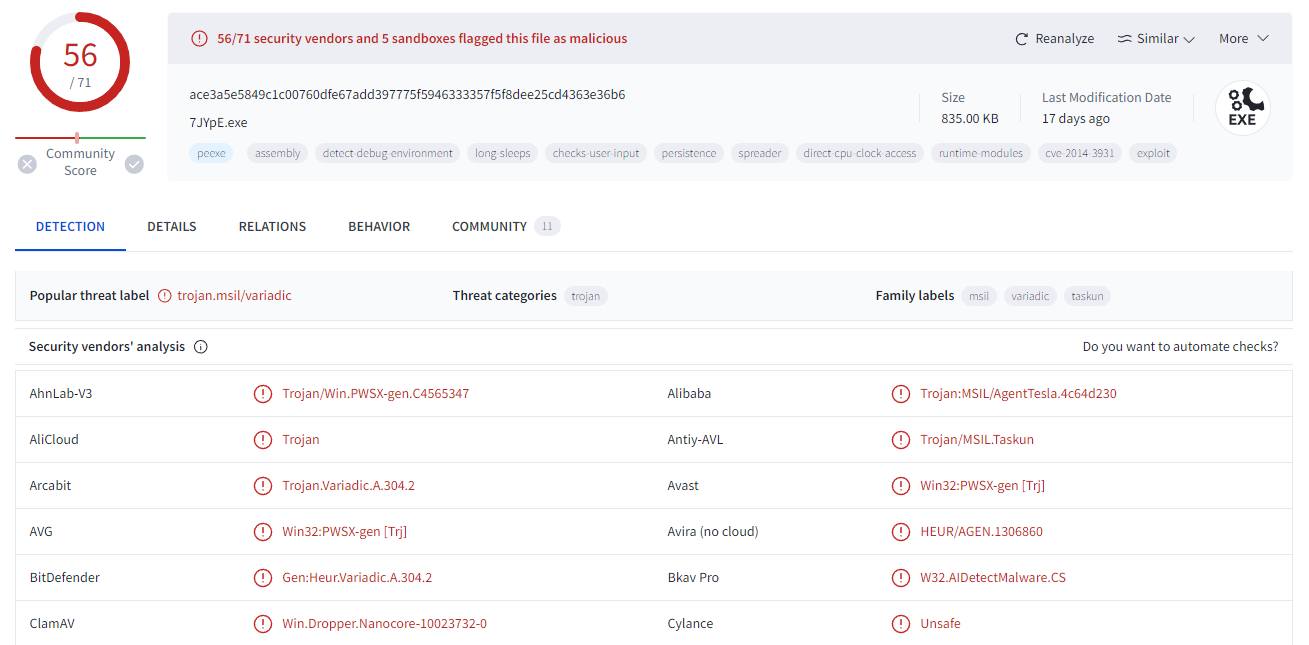 56
/ 71
Community
Score
56/71 security vendors and 5 sandboxes flagged this file as malicious
Reanalyze
Similar
More
ace3a5e5849c1c00760dfe67add397775f5946333357f5f8dee25cd4363e36b6
7JYpE.exe
Size
835.00 KB
Last Modification Date
17 days ago
EXE
peexe assembly detect-debug-environment long-sleeps checks-user-input persistence spreader direct-cpu-clock-access runtime-modules cve-2014-3931 exploit
DETECTION DETAILS RELATIONS BEHAVIOR COMMUNITY 11
Popular threat label trojan.msil/variadic Threat categories trojan Family labels msil variadic taskun
Security vendors' analysis Do you want to automate checks?
AhnLab-V3 Trojan/Win.PWSX-gen.C4565347 Alibaba Trojan:MSIL/AgentTesla.4c64d230
AliCloud Trojan Antiy-AVL Trojan/MSIL.Taskun
Arcabit Trojan.Variadic.A.304.2 Avast Win32:PWSX-gen [Trj]
AVG Win32:PWSX-gen [Trj] Avira (no cloud) HEUR/AGEN.1306860
BitDefender Gen:Heur.Variadic.A.304.2 Bkav Pro W32.AIDetectMalware.CS
ClamAV Win.Dropper.Nanocore-10023732-0 Cylance Unsafe